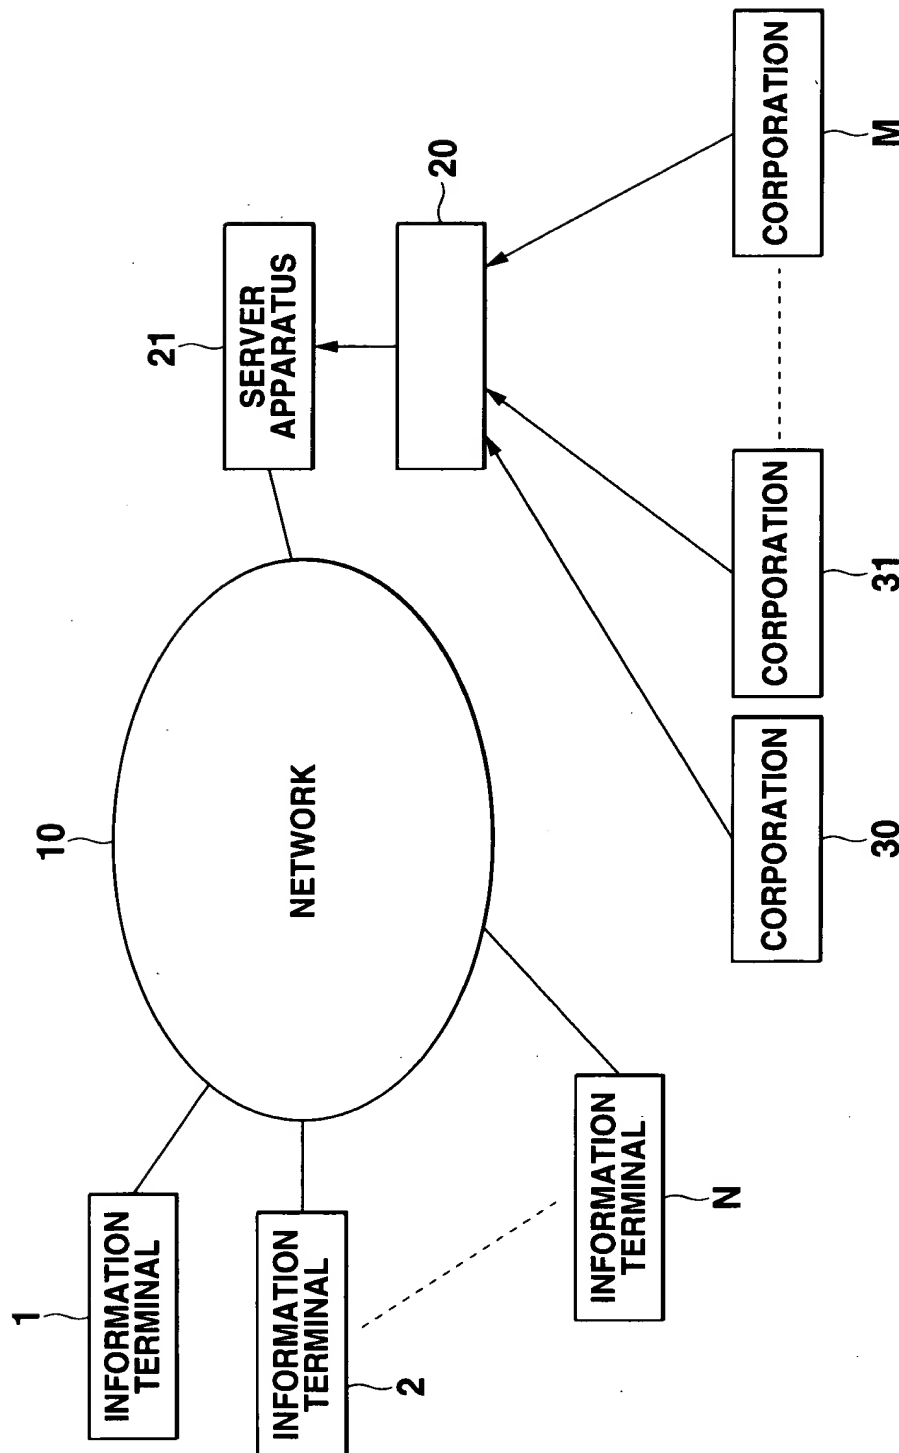 1
INFORMATION
TERMINAL
INFORMATION
TERMINAL
2
INFORMATION
TERMINAL
N
10
NETWORK
21
SERVER
APPARATUS
20
CORPORATION
30
CORPORATION
31
CORPORATION
M